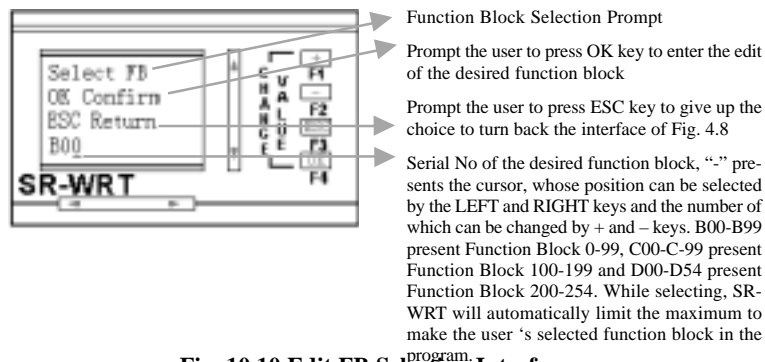 Select FB
OK Confirm
ESC Return
B00
SR-WRT
CHANGE
VALUE
+
F1
-
F2
F3
F4
Function Block Selection Prompt
Prompt the user to press OK key to enter the edit
of the desired function block
Prompt the user to press ESC key to give up the
choice to turn back the interface of Fig. 4.8
Serial No of the desired function block, “-” pre-
sents the cursor, whose position can be selected
by the LEFT and RIGHT keys and the number of
which can be changed by + and – keys. B00-B99
present Function Block 0-99, C00-C-99 present
Function Block 100-199 and D00-D54 present
Function Block 200-254. While selecting, SR-
WRT will automatically limit the maximum to
make the user ‘s selected function block in the
program.
Fig. 10.10 Edit FB